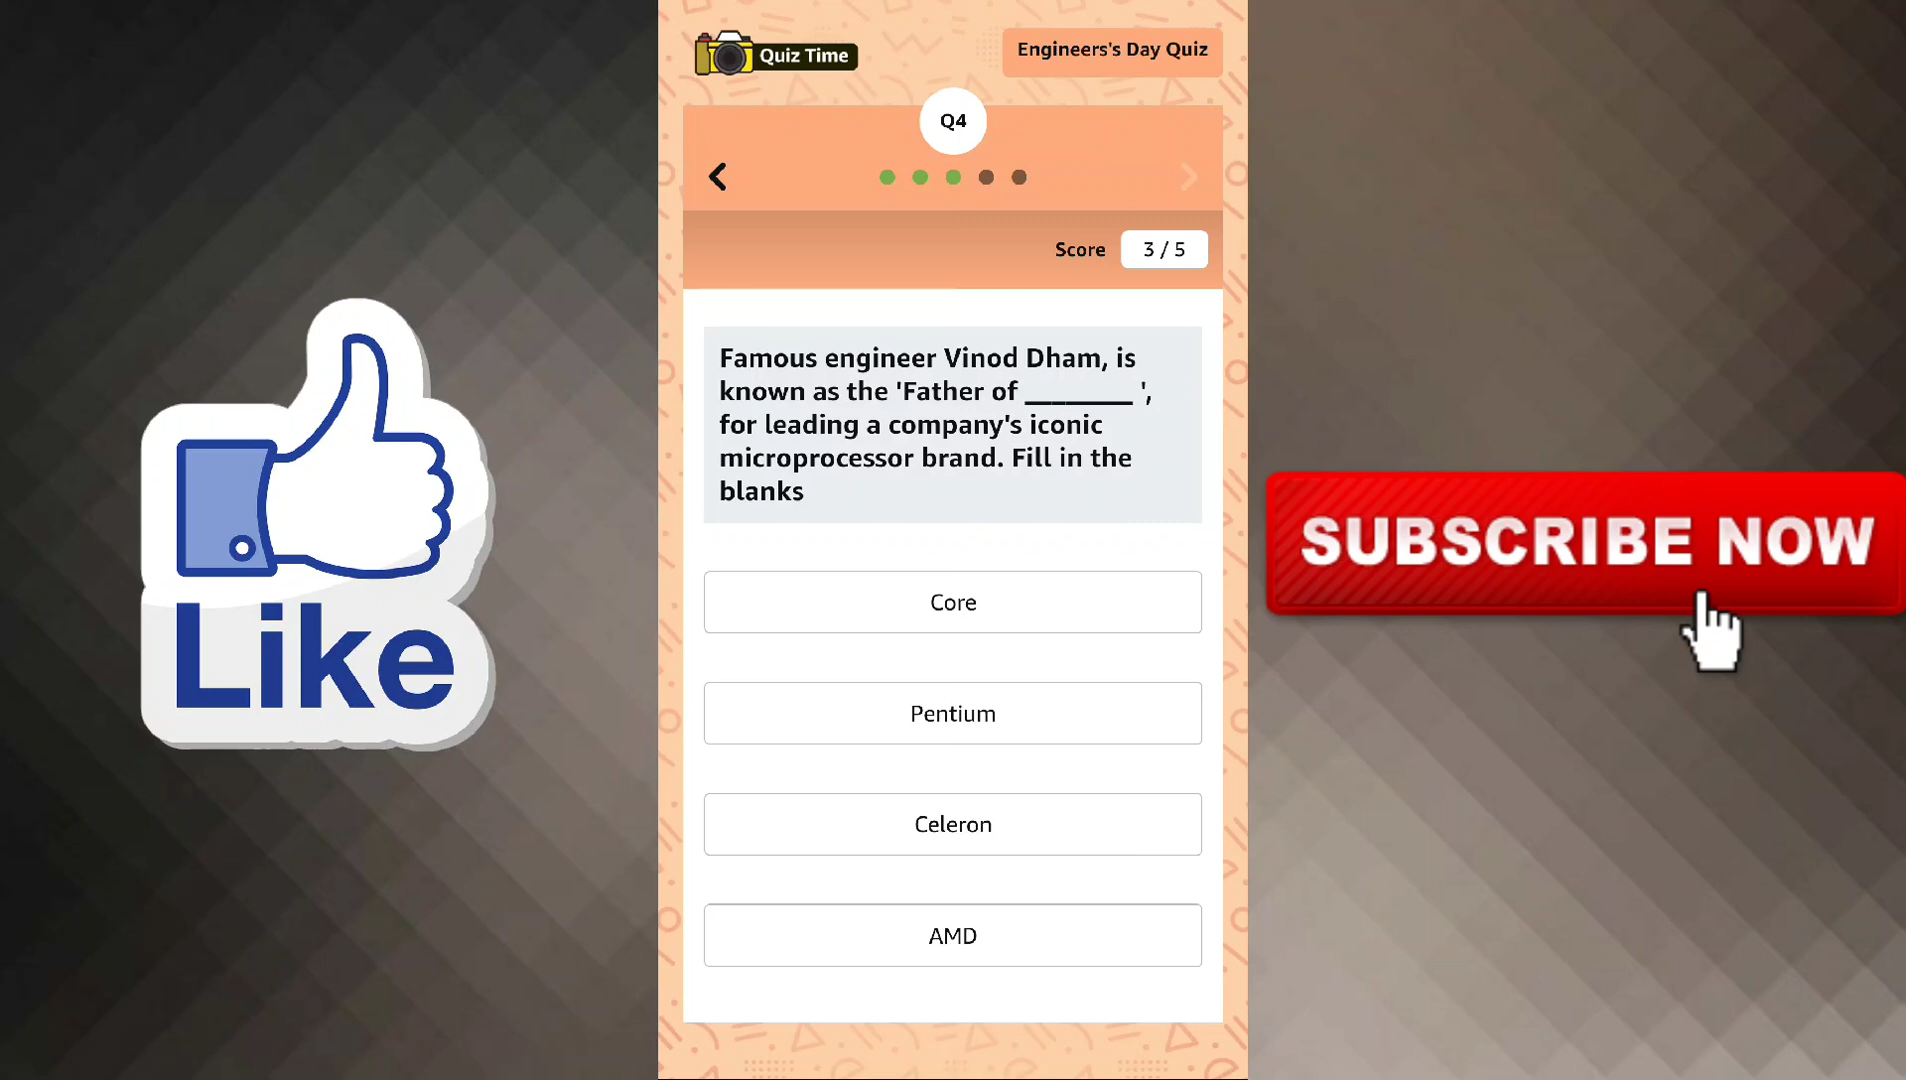 Quiz Time
Engineers's Day Quiz
Q4
Score 3 / 5
Famous engineer Vinod Dham, is
known as the 'Father of ________ ',
for leading a company's iconic
microprocessor brand. Fill in the
blanks
Core
Pentium
Celeron
AMD
Like
SUBSCRIBE NOW